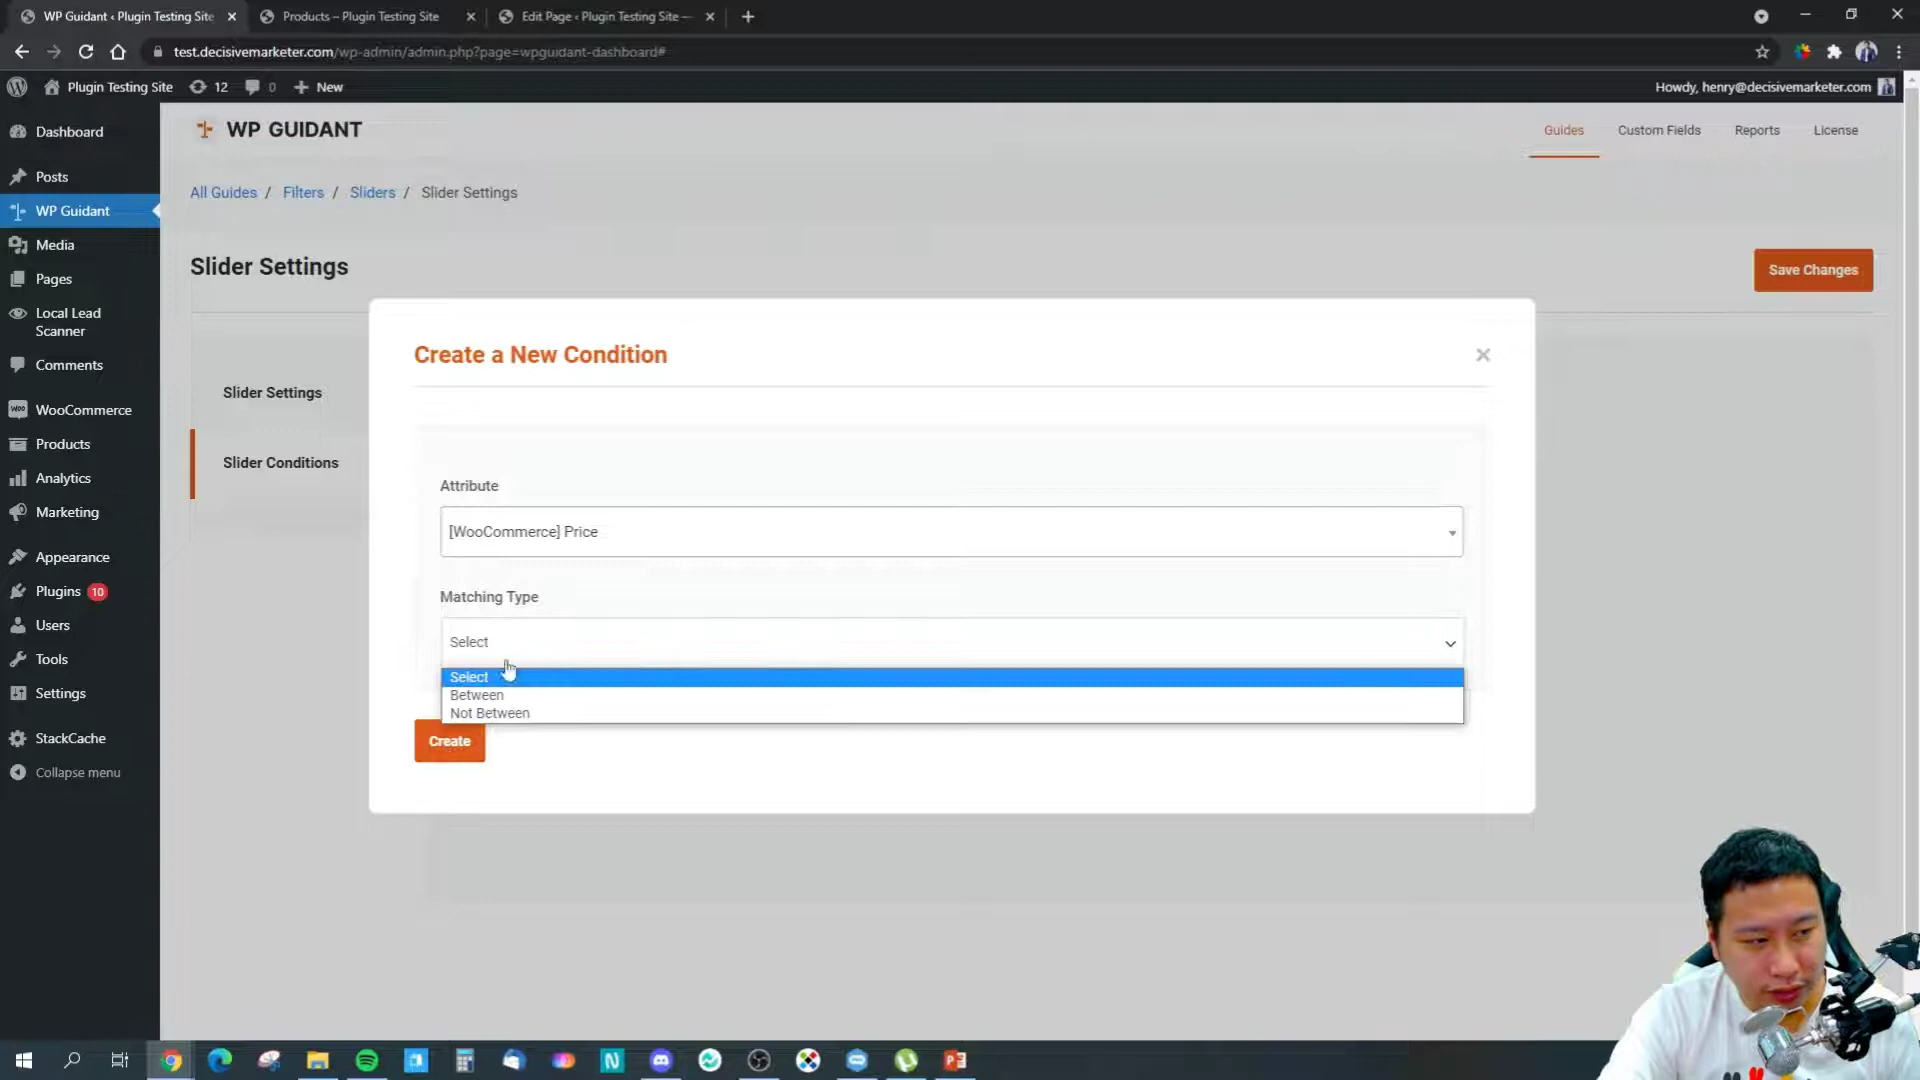 WP Guidant ‹ Plugin Testing Site
Products – Plugin Testing Site
Edit Page ‹ Plugin Testing Site —
test.decisivemarketer.com/wp-admin/admin.php?page=wpguidant-dashboard#
Plugin Testing Site
12
0
New
Howdy, henry@decisivemarketer.com
Dashboard
Posts
WP Guidant
Media
Pages
Local Lead
Scanner
Comments
WooCommerce
Products
Analytics
Marketing
Appearance
Plugins 10
Users
Tools
Settings
StackCache
Collapse menu
WP GUIDANT
Guides
Custom Fields
Reports
License
All Guides / Filters / Sliders / Slider Settings
Slider Settings
Save Changes
Slider Settings
Slider Conditions
Create a New Condition
×
Attribute
[WooCommerce] Price
Matching Type
Select
Select
Between
Not Between
Create